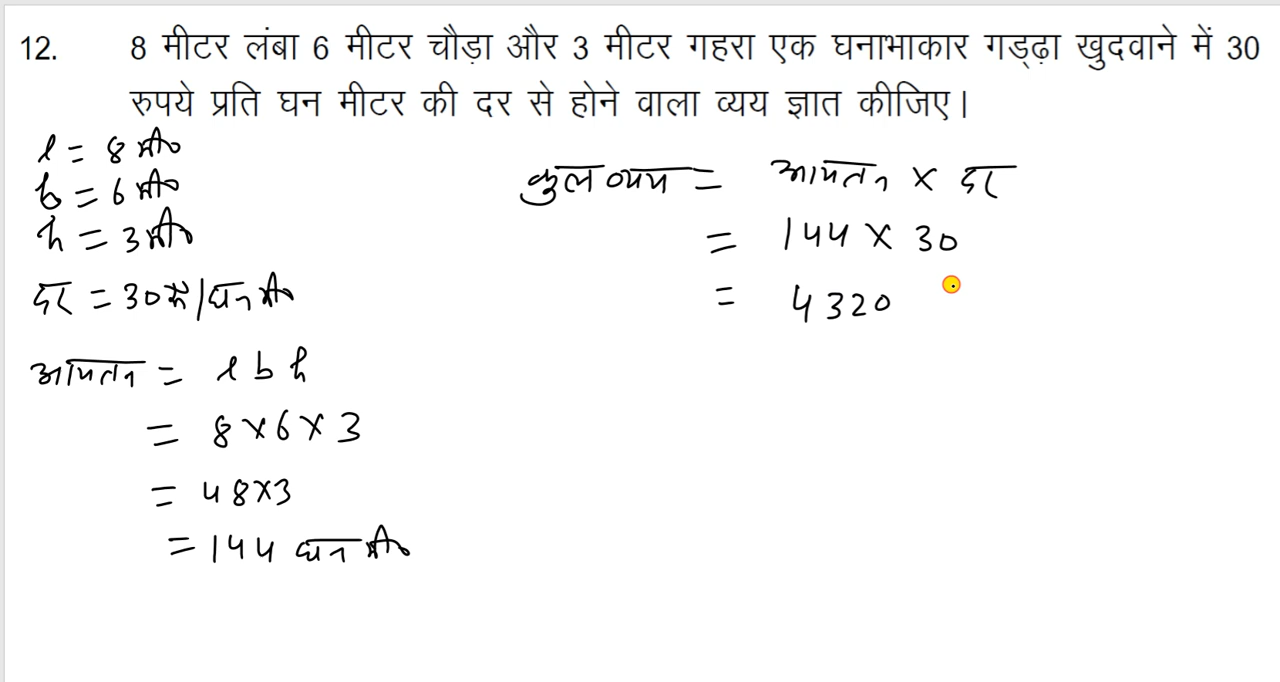 12. 8 मीटर लंबा 6 मीटर चौड़ा और 3 मीटर गहरा एक घनाभाकार गड्ढ़ा खुदवाने में 30
रुपये प्रति घन मीटर की दर से होने वाला व्यय ज्ञात कीजिए।
l = 8 मी०
b = 6 मी०
h = 3 मी०
दर = 30 रु/घन मी०
आयतन = l b h
= 8 × 6 × 3
= 48 × 3
= 144 घन मी०
कुल व्यय = आयतन × दर
= 144 × 30
= 4320